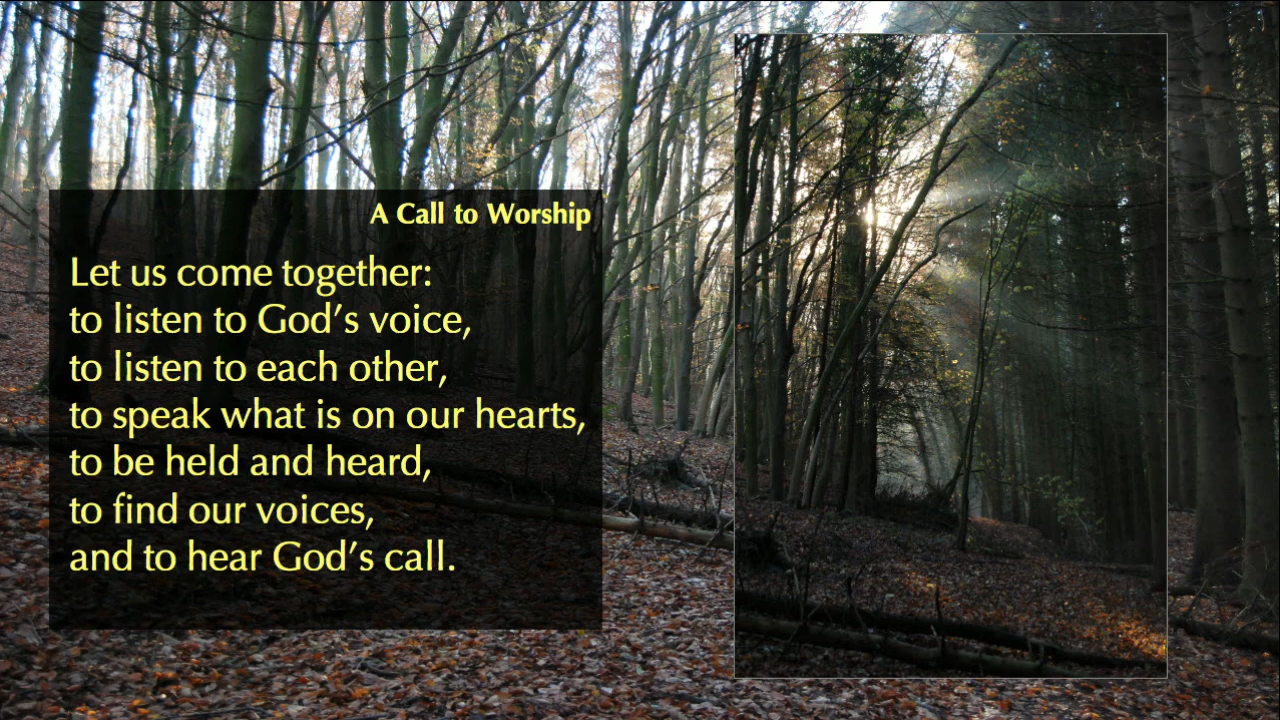 A Call to Worship
Let us come together:
to listen to God’s voice,
to listen to each other,
to speak what is on our hearts,
to be held and heard,
to find our voices,
and to hear God’s call.